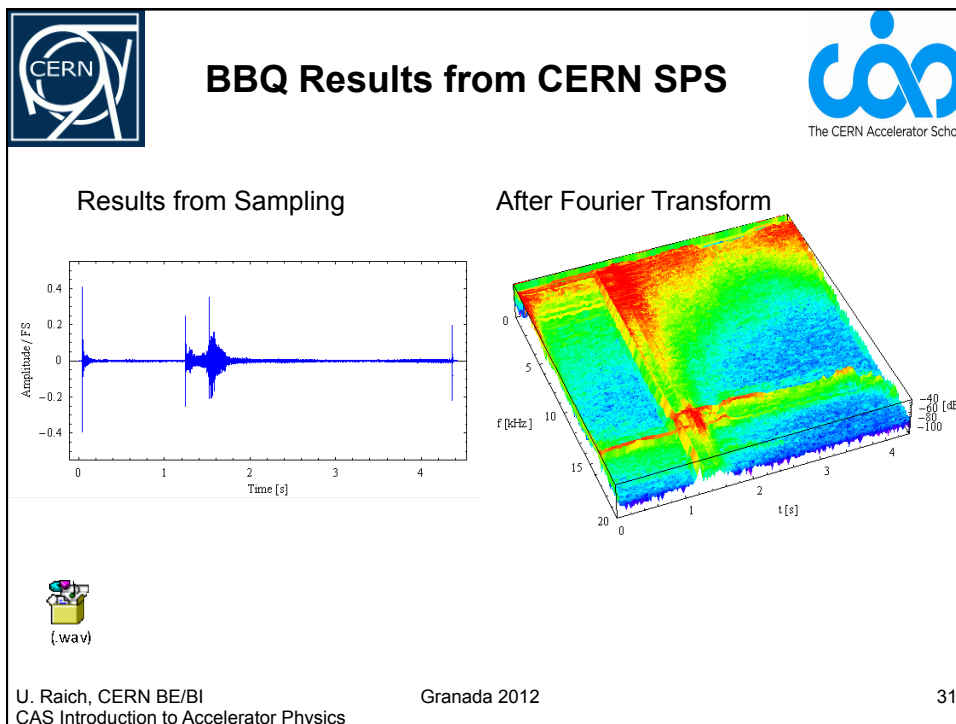 CERN
BBQ Results from CERN SPS
The CERN Accelerator Scho
Results from Sampling
After Fourier Transform
Amplitude / FS
0.4
0.2
0
−0.2
−0.4
0 1 2 3 4
Time [s]
0
5
10
15
20
f [kHz]
0
1
2
3
4
t [s]
−40
−60
−80
−100
[dB
(.wav)
U. Raich, CERN BE/BI Granada 2012 31
CAS Introduction to Accelerator Physics